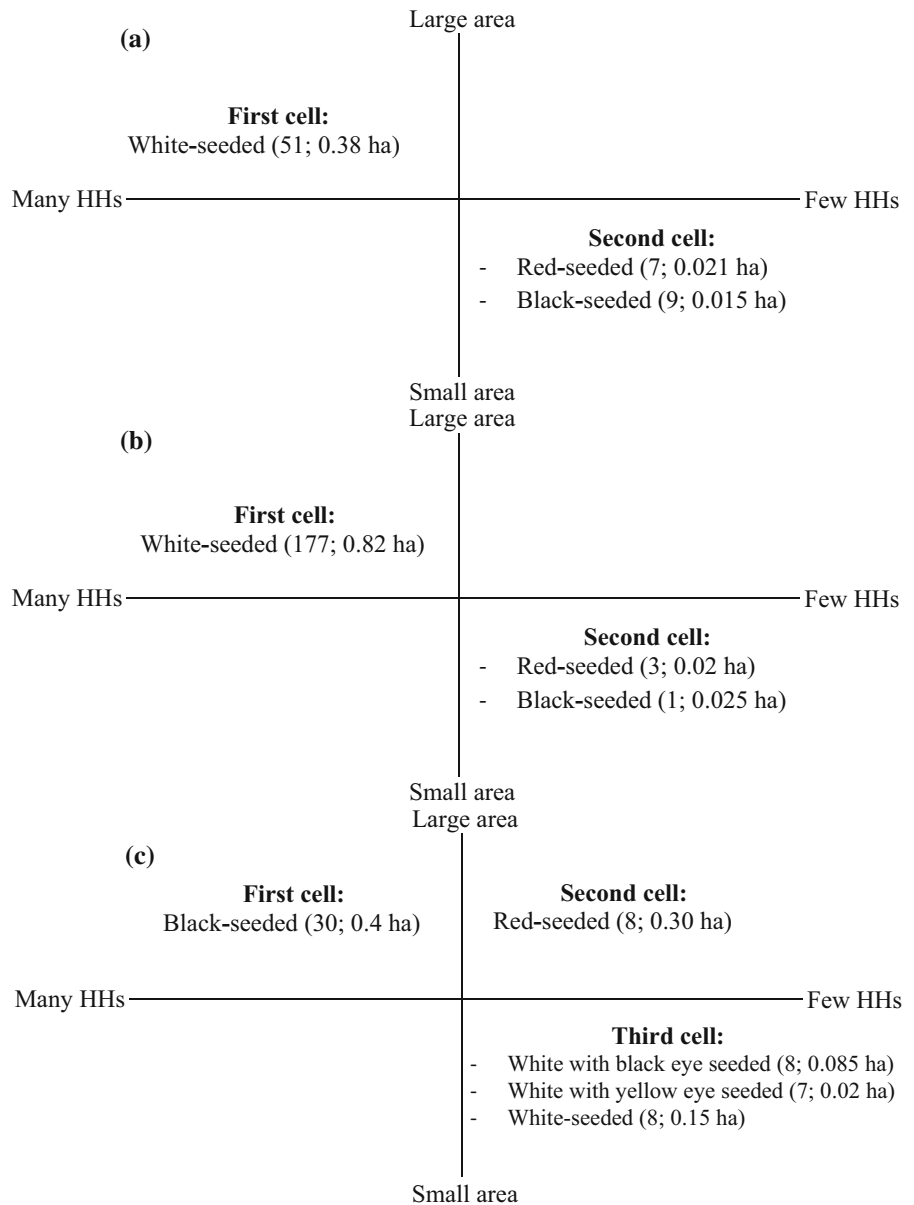 Large area
(a)
First cell:
White-seeded (51; 0.38 ha)
Many HHs
Few HHs
Second cell:
- Red-seeded (7; 0.021 ha)
- Black-seeded (9; 0.015 ha)
Small area
Large area
(b)
First cell:
White-seeded (177; 0.82 ha)
Many HHs
Few HHs
Second cell:
- Red-seeded (3; 0.02 ha)
- Black-seeded (1; 0.025 ha)
Small area
Large area
(c)
First cell:
Black-seeded (30; 0.4 ha)
Second cell:
Red-seeded (8; 0.30 ha)
Many HHs
Few HHs
Third cell:
- White with black eye seeded (8; 0.085 ha)
- White with yellow eye seeded (7; 0.02 ha)
- White-seeded (8; 0.15 ha)
Small area